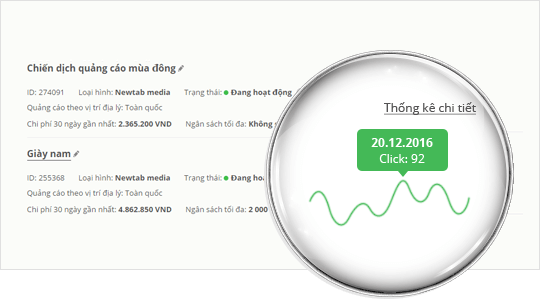 Chiến dịch quảng cáo mùa đông
ID: 274091 Loại hình: Newtab media Trạng thái: Đang hoạt động
Quảng cáo theo vị trí địa lý: Toàn quốc
Chi phí 30 ngày gần nhất: 2.365.200 VND Ngân sách tối đa: Không
Thống kê chi tiết
20.12.2016
Click: 92
Giày nam
ID: 255368 Loại hình: Newtab media Trạng thái: Đang
Quảng cáo theo vị trí địa lý: Toàn quốc
Chi phí 30 ngày gần nhất: 4.862.850 VND Ngân sách tối đa: 2 000